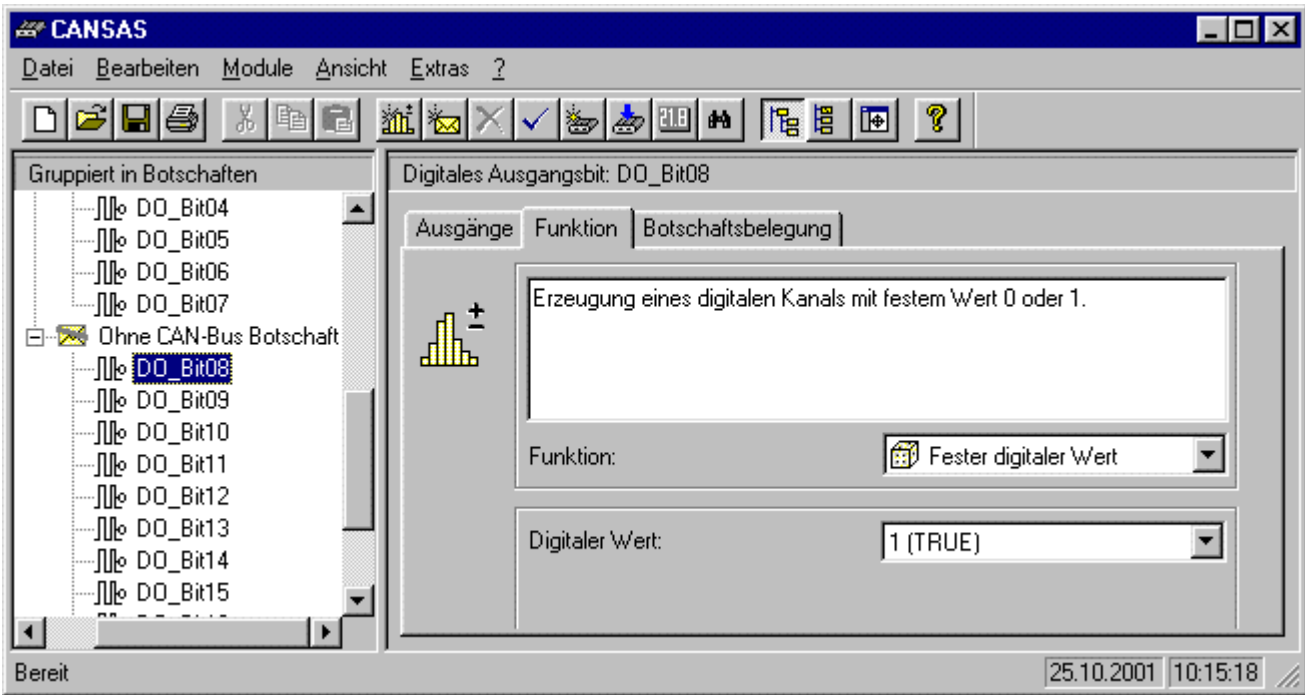 CANSAS
Datei Bearbeiten Module Ansicht Extras ?
21.8
Gruppiert in Botschaften
DO_Bit04
DO_Bit05
DO_Bit06
DO_Bit07
Ohne CAN-Bus Botschaft
DO_Bit08
DO_Bit09
DO_Bit10
DO_Bit11
DO_Bit12
DO_Bit13
DO_Bit14
DO_Bit15
Digitales Ausgangsbit: DO_Bit08
Ausgänge Funktion Botschaftsbelegung
Erzeugung eines digitalen Kanals mit festem Wert 0 oder 1.
Funktion: Fester digitaler Wert
Digitaler Wert: 1 (TRUE)
Bereit 25.10.2001 10:15:18